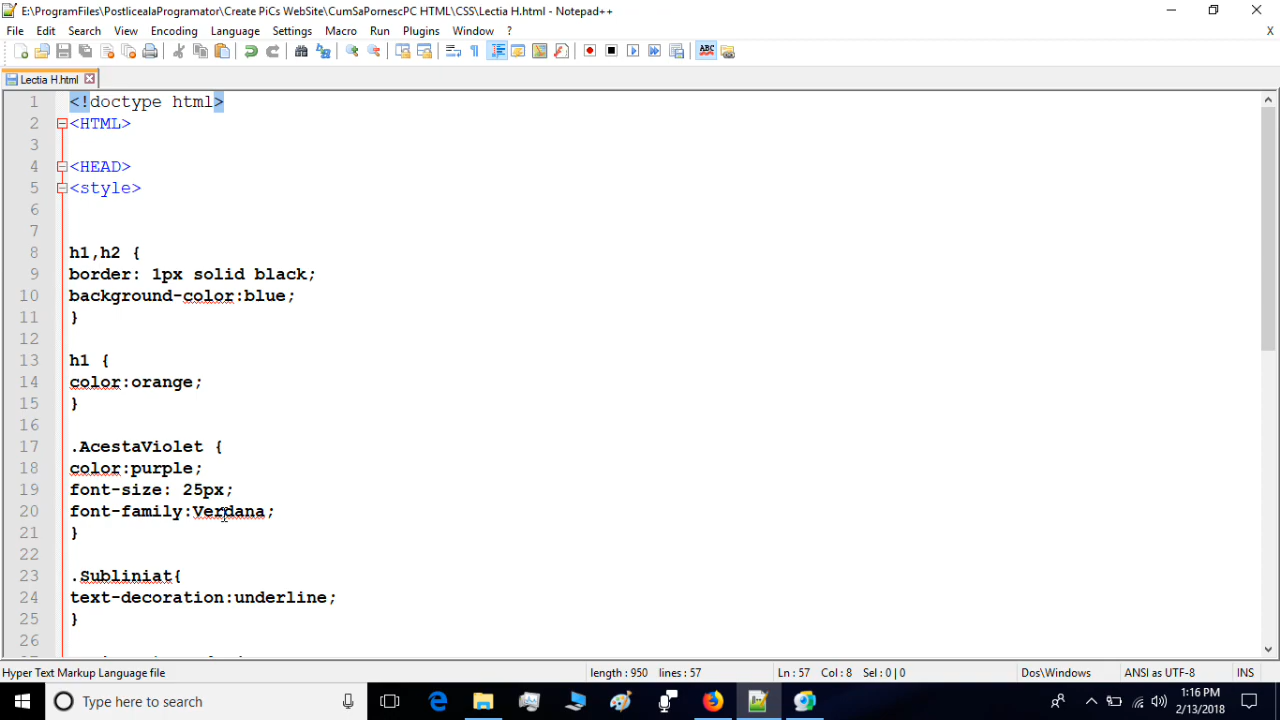 E:\ProgramFiles\PostlicealaProgramator\Create PiCs WebSite\CumSaPornescPC HTML\CSS\Lectia H.html - Notepad++
File Edit Search View Encoding Language Settings Macro Run Plugins Window ? X
Lectia H.html
1 <!doctype html>
2 <HTML>
3
4 <HEAD>
5 <style>
6
7
8 h1,h2 {
9 border: 1px solid black;
10 background-color:blue;
11 }
12
13 h1 {
14 color:orange;
15 }
16
17 .AcestaViolet {
18 color:purple;
19 font-size: 25px;
20 font-family:Verdana;
21 }
22
23 .Subliniat{
24 text-decoration:underline;
25 }
26
Hyper Text Markup Language file length : 950 lines : 57 Ln : 57 Col : 8 Sel : 0 | 0 Dos\Windows ANSI as UTF-8 INS
Type here to search 1:16 PM
2/13/2018